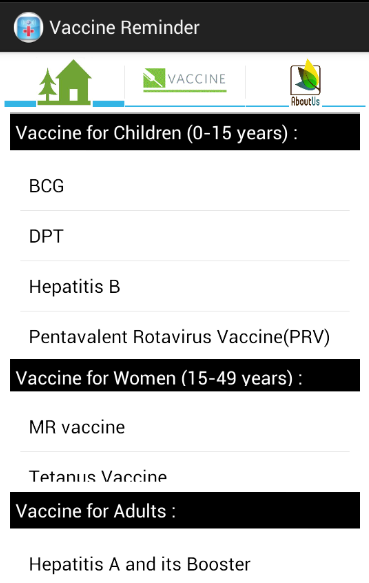 Vaccine Reminder
VACCINE
AboutUs
Vaccine for Children (0-15 years) :
BCG
DPT
Hepatitis B
Pentavalent Rotavirus Vaccine(PRV)
Vaccine for Women (15-49 years) :
MR vaccine
Tetanus Vaccine
Vaccine for Adults :
Hepatitis A and its Booster